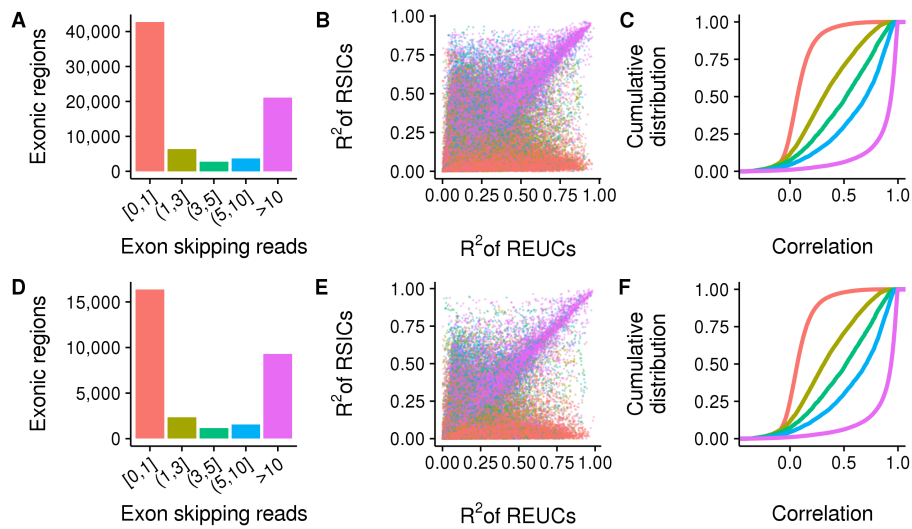 A
Exonic regions
40,000
30,000
20,000
10,000
0
[0,1]
(1,3]
(3,5]
(5,10]
>10
Exon skipping reads
B
R²of RSICs
1.00
0.75
0.50
0.25
0.00
0.00 0.25 0.50 0.75 1.00
R²of REUCs
C
Cumulative
distribution
1.00
0.75
0.50
0.25
0.00
0.0 0.5 1.0
Correlation
D
Exonic regions
15,000
10,000
5,000
0
[0,1]
(1,3]
(3,5]
(5,10]
>10
Exon skipping reads
E
R²of RSICs
1.00
0.75
0.50
0.25
0.00
0.00 0.25 0.50 0.75 1.00
R²of REUCs
F
Cumulative
distribution
1.00
0.75
0.50
0.25
0.00
0.0 0.5 1.0
Correlation